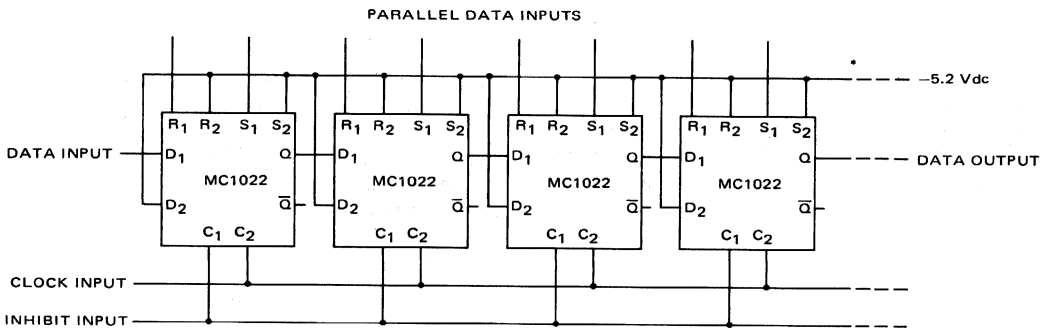 PARALLEL DATA INPUTS
*
−5.2 Vdc
R1 R2 S1 S2 R1 R2 S1 S2 R1 R2 S1 S2 R1 R2 S1 S2
DATA INPUT D1 Q D1 Q D1 Q D1 Q DATA OUTPUT
MC1022 MC1022 MC1022 MC1022
D2 Q̅ D2 Q̅ D2 Q̅ D2 Q̅
C1 C2 C1 C2 C1 C2 C1 C2
CLOCK INPUT
INHIBIT INPUT